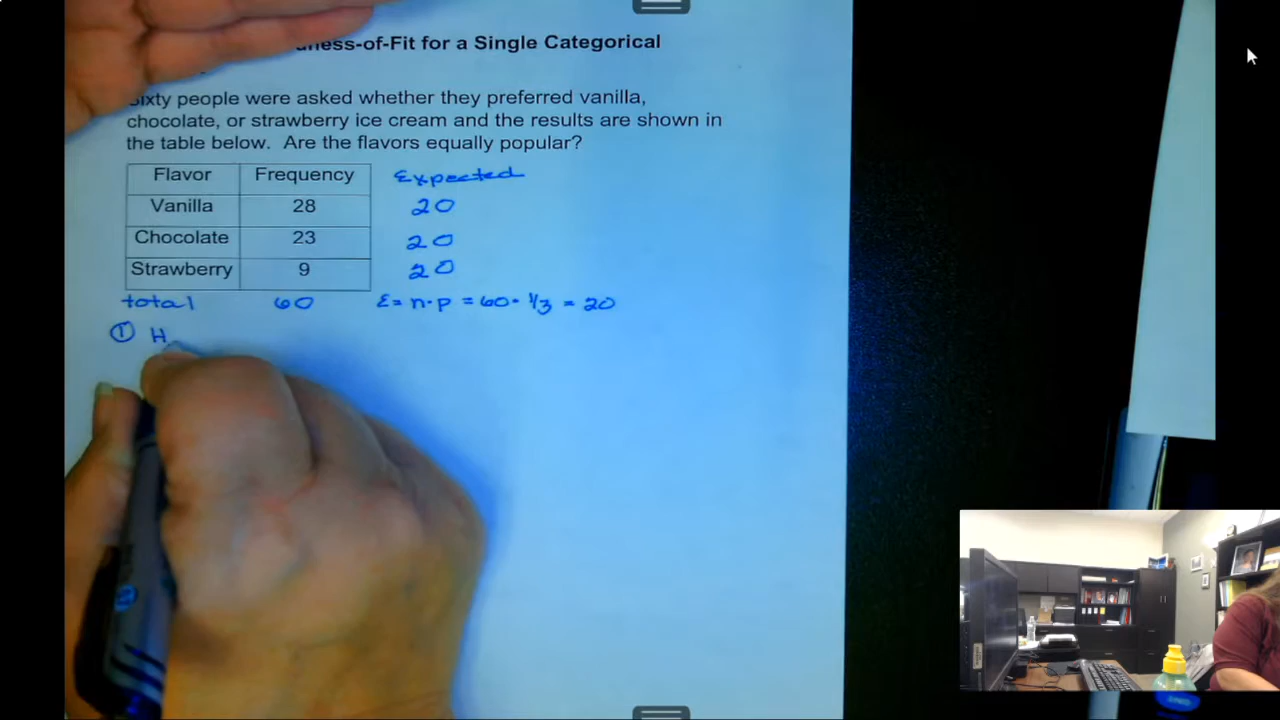 -of-Fit for a Single Categorical
Sixty people were asked whether they preferred vanilla,
chocolate, or strawberry ice cream and the results are shown in
the table below. Are the flavors equally popular?
Flavor Frequency Expected
Vanilla 28 20
Chocolate 23 20
Strawberry 9 20
total 60 E = n·p = 60 · 1/3 = 20
① H